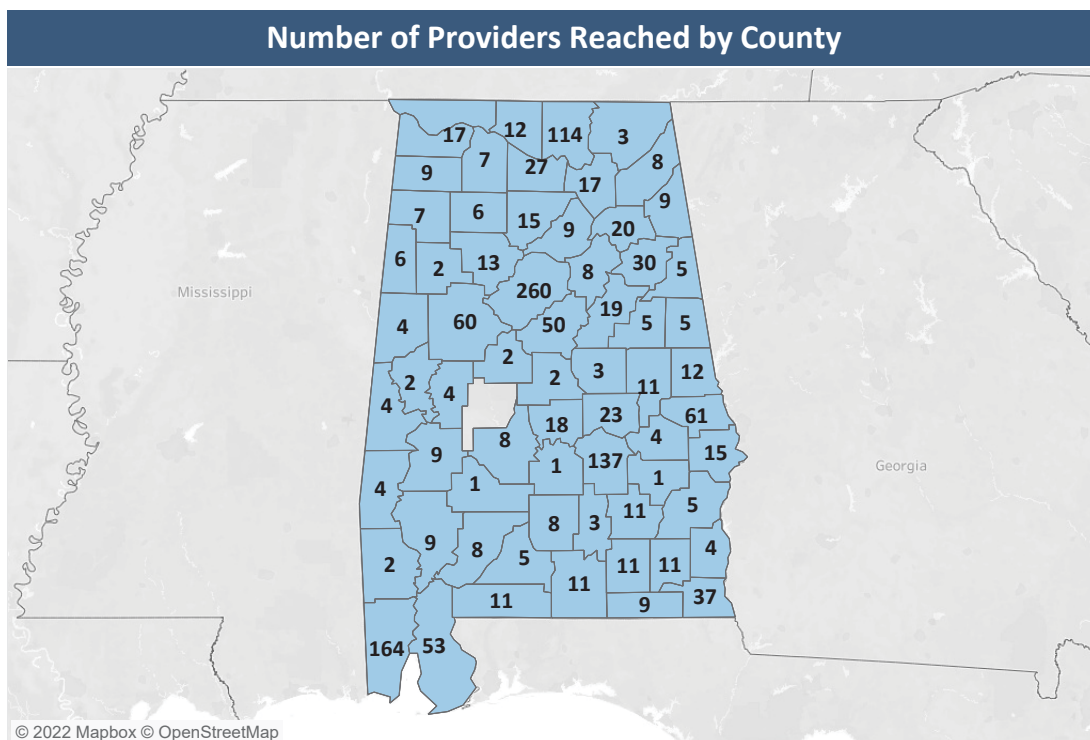 Number of Providers Reached by County
17 12 114 3
9 7 27 17 8
7 6 15 9 20 9
6 2 13 260 8 30 5
Mississippi
4 60 50 19 5 5
2 2 3 11 12
4 2 4
18 23 61
8 4 15
9 1 137 Georgia
4 1 1 5
9 8 5 8 3 11 4
2 11 11 11
11 9 37
164 53
© 2022 Mapbox © OpenStreetMap